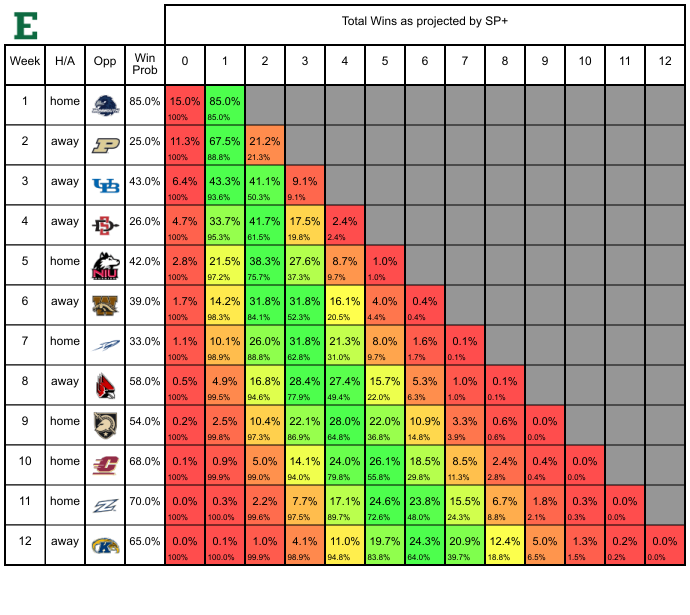 E
Total Wins as projected by SP+
Week H/A Opp Win Prob 0 1 2 3 4 5 6 7 8 9 10 11 12
1 home 85.0% 15.0% 85.0%
100% 85.0%
2 away P 25.0% 11.3% 67.5% 21.2%
100% 88.8% 21.3%
3 away UB 43.0% 6.4% 43.3% 41.1% 9.1%
100% 93.6% 50.3% 9.1%
4 away SD 26.0% 4.7% 33.7% 41.7% 17.5% 2.4%
100% 95.3% 61.5% 19.8% 2.4%
5 home NIU 42.0% 2.8% 21.5% 38.3% 27.6% 8.7% 1.0%
100% 97.2% 75.7% 37.3% 9.7% 1.0%
6 away W 39.0% 1.7% 14.2% 31.8% 31.8% 16.1% 4.0% 0.4%
100% 98.3% 84.1% 52.3% 20.5% 4.4% 0.4%
7 home 33.0% 1.1% 10.1% 26.0% 31.8% 21.3% 8.0% 1.6% 0.1%
100% 98.9% 88.8% 62.8% 31.0% 9.7% 1.7% 0.1%
8 away 58.0% 0.5% 4.9% 16.8% 28.4% 27.4% 15.7% 5.3% 1.0% 0.1%
100% 99.5% 94.6% 77.9% 49.4% 22.0% 6.3% 1.0% 0.1%
9 home 54.0% 0.2% 2.5% 10.4% 22.1% 28.0% 22.0% 10.9% 3.3% 0.6% 0.0%
100% 99.8% 97.3% 86.9% 64.8% 36.8% 14.8% 3.9% 0.6% 0.0%
10 home C 68.0% 0.1% 0.9% 5.0% 14.1% 24.0% 26.1% 18.5% 8.5% 2.4% 0.4% 0.0%
100% 99.9% 99.0% 94.0% 79.8% 55.8% 29.8% 11.3% 2.8% 0.4% 0.0%
11 home Z 70.0% 0.0% 0.3% 2.2% 7.7% 17.1% 24.6% 23.8% 15.5% 6.7% 1.8% 0.3% 0.0%
100% 100.0% 99.6% 97.5% 89.7% 72.6% 48.0% 24.3% 8.8% 2.1% 0.3% 0.0%
12 away K 65.0% 0.0% 0.1% 1.0% 4.1% 11.0% 19.7% 24.3% 20.9% 12.4% 5.0% 1.3% 0.2% 0.0%
100% 100.0% 99.9% 98.9% 94.8% 83.8% 64.0% 39.7% 18.8% 6.5% 1.5% 0.2% 0.0%